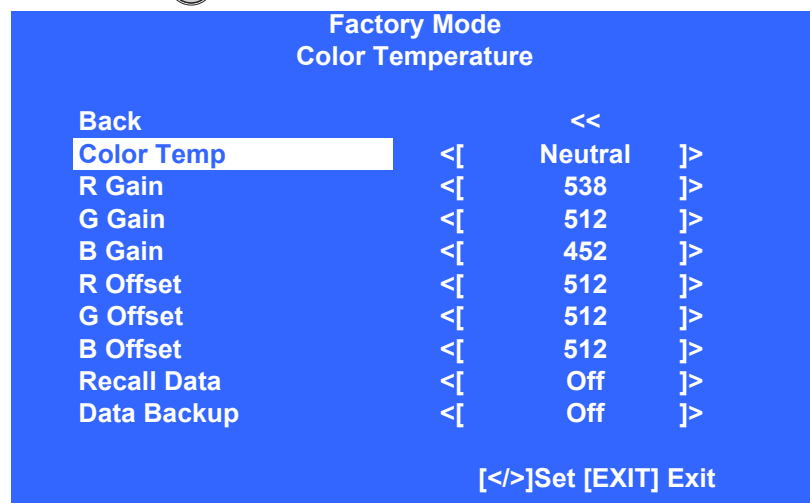 Factory Mode
Color Temperature
Back <<
Color Temp <[ Neutral ]>
R Gain <[ 538 ]>
G Gain <[ 512 ]>
B Gain <[ 452 ]>
R Offset <[ 512 ]>
G Offset <[ 512 ]>
B Offset <[ 512 ]>
Recall Data <[ Off ]>
Data Backup <[ Off ]>
[</>]Set [EXIT] Exit